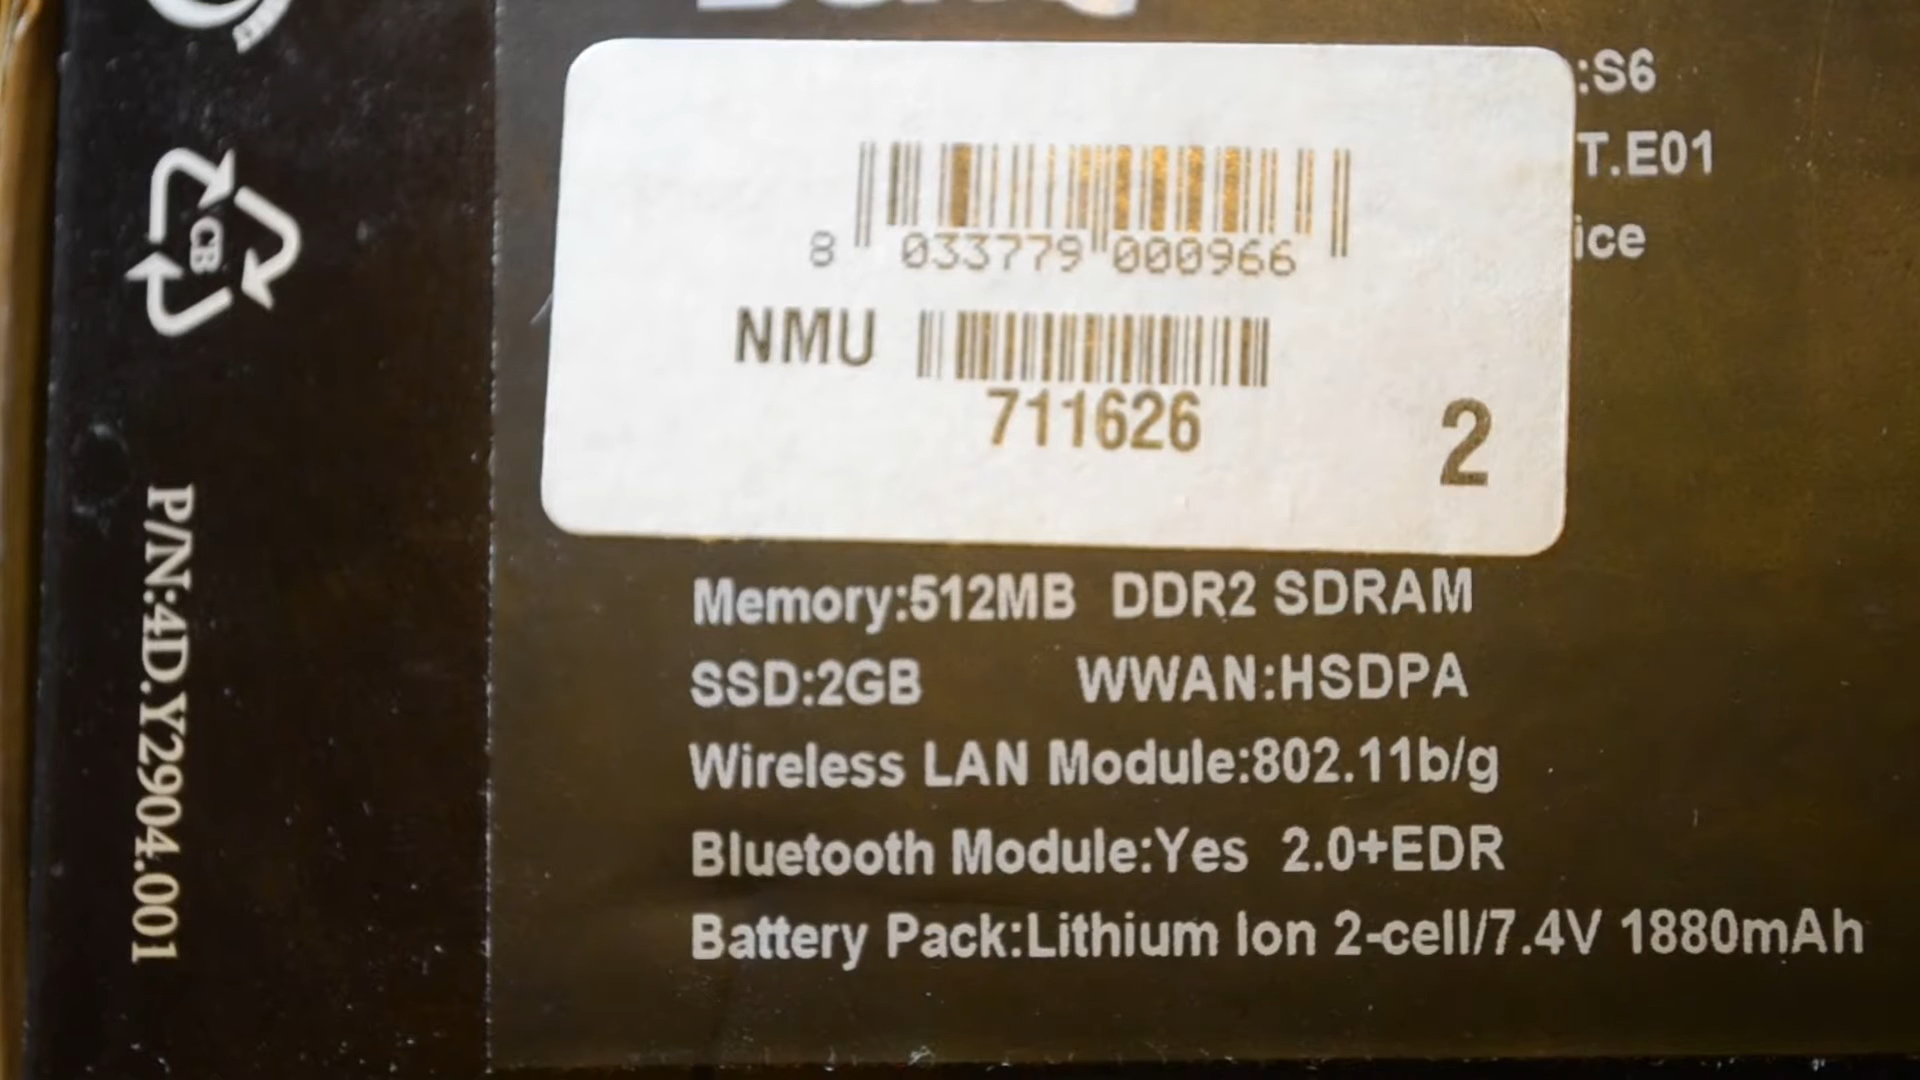 :S6
T.E01
ice
8 033779 000966
NMU
711626
2
Memory:512MB DDR2 SDRAM
SSD:2GB WWAN:HSDPA
Wireless LAN Module:802.11b/g
Bluetooth Module:Yes 2.0+EDR
Battery Pack:Lithium Ion 2-cell/7.4V 1880mAh
CB
P/N:4D.Y2904.001